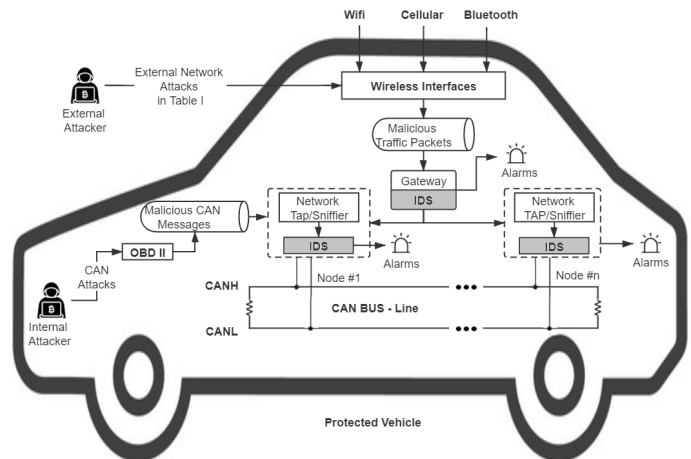 Wifi
Cellular
Bluetooth
External Network
Attacks
in Table I
Wireless Interfaces
External
Attacker
Malicious
Traffic Packets
Gateway
IDS
Alarms
Malicious CAN
Messages
Network
Tap/Sniffier
IDS
Alarms
Network
TAP/Sniffier
IDS
Alarms
OBD II
CAN
Attacks
Internal
Attacker
Node #1
Node #n
CANH
CAN BUS - Line
CANL
Protected Vehicle